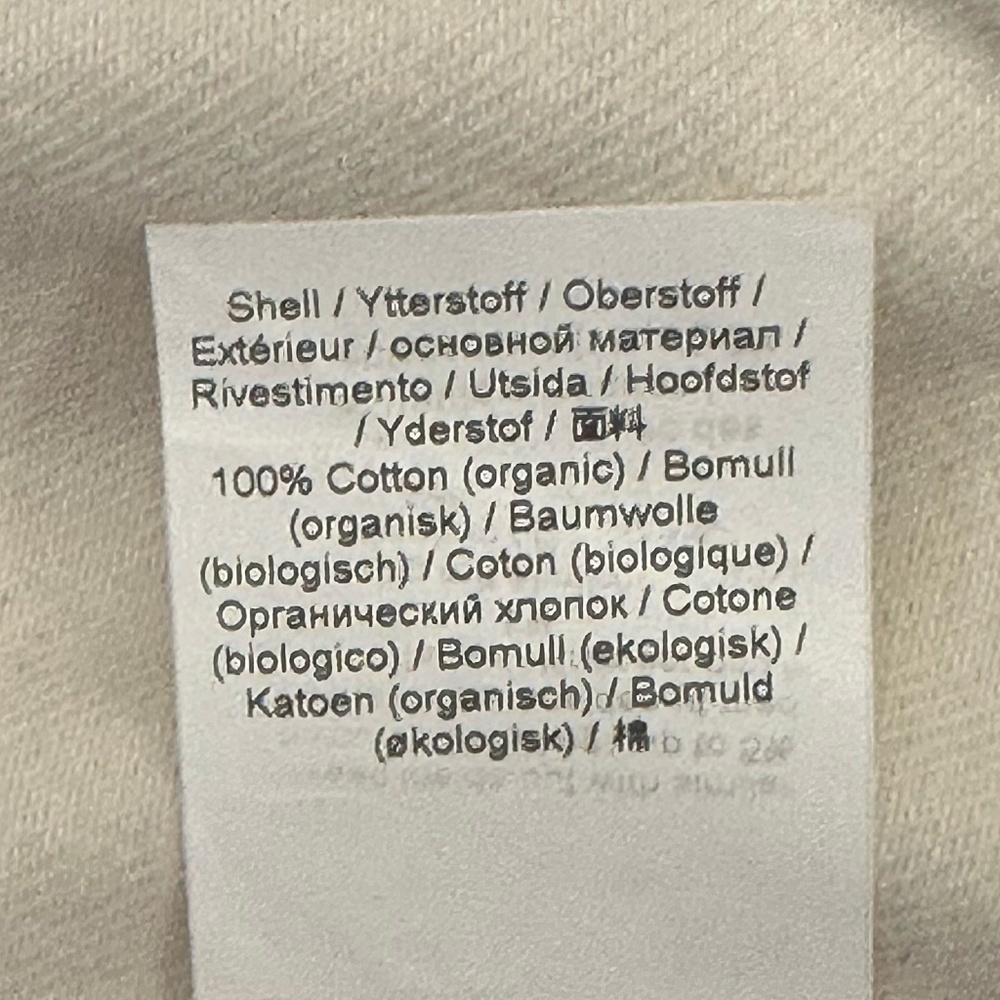 Shell / Ytterstoff / Oberstoff /
Extérieur / основной материал /
Rivestimento / Utsida / Hoofdstof
/ Yderstof / 面料
100% Cotton (organic) / Bomull
(organisk) / Baumwolle
(biologisch) / Coton (biologique) /
Органический хлопок / Cotone
(biologico) / Bomull (ekologisk) /
Katoen (organisch) / Bomuld
(økologisk) / 棉